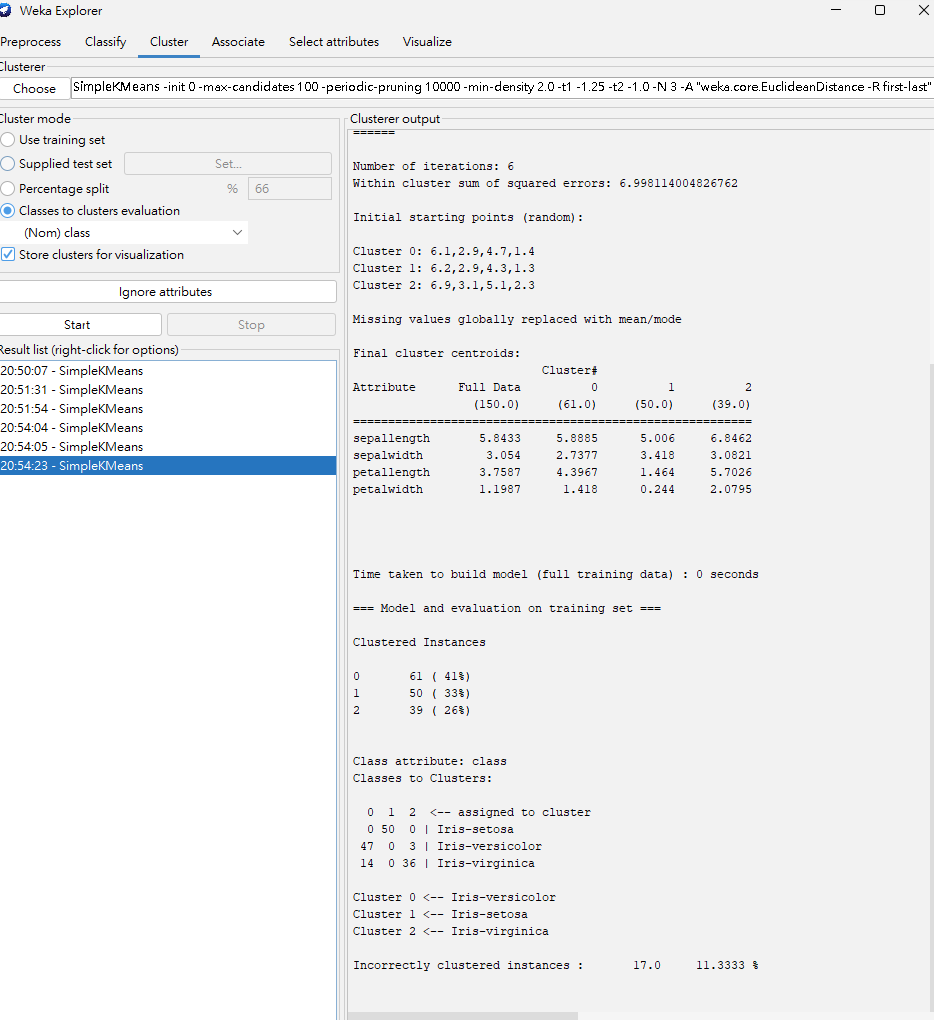 Weka Explorer
Preprocess Classify Cluster Associate Select attributes Visualize
Clusterer
Choose SimpleKMeans -init 0 -max-candidates 100 -periodic-pruning 10000 -min-density 2.0 -t1 -1.25 -t2 -1.0 -N 3 -A "weka.core.EuclideanDistance -R first-last"
Cluster mode
Use training set
Supplied test set Set...
Percentage split % 66
Classes to clusters evaluation
(Nom) class
Store clusters for visualization
Ignore attributes
Start Stop
Result list (right-click for options)
20:50:07 - SimpleKMeans
20:51:31 - SimpleKMeans
20:51:54 - SimpleKMeans
20:54:04 - SimpleKMeans
20:54:05 - SimpleKMeans
20:54:23 - SimpleKMeans
Clusterer output
======
Number of iterations: 6
Within cluster sum of squared errors: 6.998114004826762
Initial starting points (random):
Cluster 0: 6.1,2.9,4.7,1.4
Cluster 1: 6.2,2.9,4.3,1.3
Cluster 2: 6.9,3.1,5.1,2.3
Missing values globally replaced with mean/mode
Final cluster centroids:
Cluster#
Attribute Full Data 0 1 2
(150.0) (61.0) (50.0) (39.0)
=========================================================
sepallength 5.8433 5.8885 5.006 6.8462
sepalwidth 3.054 2.7377 3.418 3.0821
petallength 3.7587 4.3967 1.464 5.7026
petalwidth 1.1987 1.418 0.244 2.0795
Time taken to build model (full training data) : 0 seconds
=== Model and evaluation on training set ===
Clustered Instances
0 61 ( 41%)
1 50 ( 33%)
2 39 ( 26%)
Class attribute: class
Classes to Clusters:
0 1 2 <-- assigned to cluster
0 50 0 | Iris-setosa
47 0 3 | Iris-versicolor
14 0 36 | Iris-virginica
Cluster 0 <-- Iris-versicolor
Cluster 1 <-- Iris-setosa
Cluster 2 <-- Iris-virginica
Incorrectly clustered instances : 17.0 11.3333 %